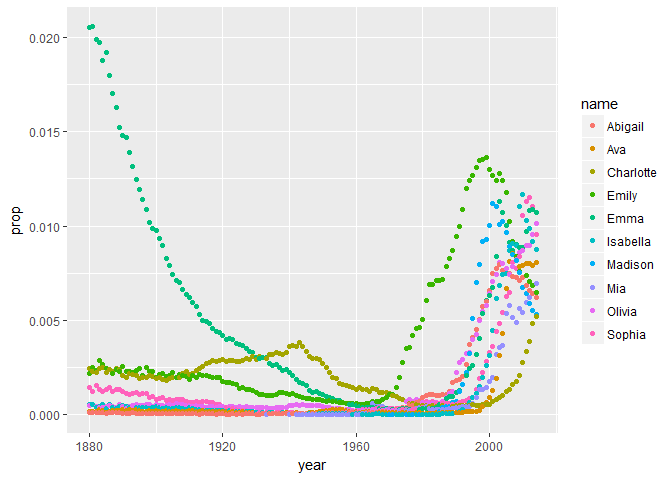 0.020
0.015
0.010
0.005
0.000
prop
1880
1920
1960
2000
year
name
Abigail
Ava
Charlotte
Emily
Emma
Isabella
Madison
Mia
Olivia
Sophia